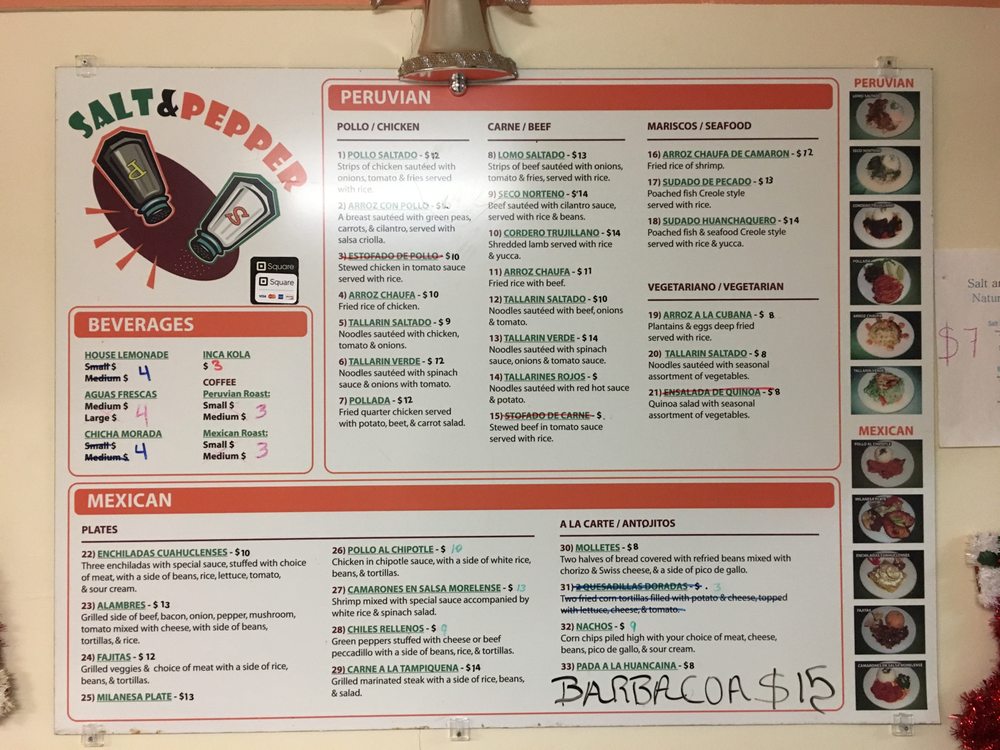 SALT&PEPPER
P
S
Square
Square
BEVERAGES
HOUSE LEMONADE
Small $
Medium $ 4
AGUAS FRESCAS
Medium $
Large $ 4
CHICHA MORADA
Small $
Medium $ 4
INCA KOLA
$ 3
COFFEE
Peruvian Roast:
Small $
Medium $ 3
Mexican Roast:
Small $
Medium $ 3
PERUVIAN
POLLO / CHICKEN
1) POLLO SALTADO - $12
Strips of chicken sautéed with
onions, tomato & fries served
with rice.
2) ARROZ CON POLLO - $
A breast sautéed with green peas,
carrots, & cilantro, served with
salsa criolla.
3) ESTOFADO DE POLLO - $10
Stewed chicken in tomato sauce
served with rice.
4) ARROZ CHAUFA - $10
Fried rice of chicken.
5) TALLARIN SALTADO - $ 9
Noodles sautéed with chicken,
tomato & onions.
6) TALLARIN VERDE - $ 12
Noodles sautéed with spinach
sauce & onions with tomato.
7) POLLADA - $12
Fried quarter chicken served
with potato, beet, & carrot salad.
CARNE / BEEF
8) LOMO SALTADO - $13
Strips of beef sautéed with onions,
tomato & fries, served with rice.
9) SECO NORTENO - $14
Beef sautéed with cilantro sauce,
served with rice & beans.
10) CORDERO TRUJILLANO - $14
Shredded lamb served with rice
& yucca.
11) ARROZ CHAUFA - $11
Fried rice with beef.
12) TALLARIN SALTADO - $10
Noodles sautéed with beef, onions
& tomato.
13) TALLARIN VERDE - $ 14
Noodles sautéed with spinach
sauce, onions & tomato sauce.
14) TALLARINES ROJOS - $
Noodles sautéed with red hot sauce
& potato.
15) STOFADO DE CARNE - $
Stewed beef in tomato sauce
served with rice.
MARISCOS / SEAFOOD
16) ARROZ CHAUFA DE CAMARON - $12
Fried rice of shrimp.
17) SUDADO DE PECADO - $ 13
Poached fish Creole style
served with rice.
18) SUDADO HUANCHAQUERO - $14
Poached fish & seafood Creole style
served with rice & yucca.
VEGETARIANO / VEGETARIAN
19) ARROZ A LA CUBANA - $ 8
Plantains & eggs deep fried
served with rice.
20) TALLARIN SALTADO - $ 8
Noodles sautéed with seasonal
assortment of vegetables.
21) ENSALADA DE QUINOA - $ 8
Quinoa salad with seasonal
assortment of vegetables.
MEXICAN
PLATES
22) ENCHILADAS CUAHUCLENSES - $10
Three enchiladas with special sauce, stuffed with choice
of meat, with a side of beans, rice, lettuce, tomato,
& sour cream.
23) ALAMBRES - $ 13
Grilled side of beef, bacon, onion, pepper, mushroom,
tomato mixed with cheese, with side of beans,
tortillas, & rice.
24) FAJITAS - $ 12
Grilled veggies & choice of meat with a side of rice,
beans, & tortillas.
25) MILANESA PLATE - $13
26) POLLO AL CHIPOTLE - $ 10
Chicken in chipotle sauce, with a side of white rice,
beans, & tortillas.
27) CAMARONES EN SALSA MORELENSE - $ 13
Shrimp mixed with special sauce accompanied by
white rice & spinach salad.
28) CHILES RELLENOS - $ 9
Green peppers stuffed with cheese or beef
peccadillo with a side of beans, rice, & tortillas.
29) CARNE A LA TAMPIQUENA - $14
Grilled marinated steak with a side of rice, beans,
& salad.
A LA CARTE / ANTOJITOS
30) MOLLETES - $8
Two halves of bread covered with refried beans mixed with
chorizo & Swiss cheese, & a side of pico de gallo.
31) 2 QUESADILLAS DORADAS - $ . 3
Two fried corn tortillas filled with potato & cheese, topped
with lettuce, cheese, & tomato.
32) NACHOS - $ 9
Corn chips piled high with your choice of meat, cheese,
beans, pico de gallo, & sour cream.
33) PADA A LA HUANCAINA - $8
BARBACOA $15
PERUVIAN
LOMO SALTADO
SECO NORTENO
CORDERO TRUJILLANO
POLLADA
ARROZ CHAUFA
TALLARIN VERDE
MEXICAN
POLLO AL CHIPOTLE
MILANESA PLATE
ENCHILADAS CUAHUCLENSES
FAJITAS
CAMARONES EN SALSA MORELENSE
Salt
Natur
$7